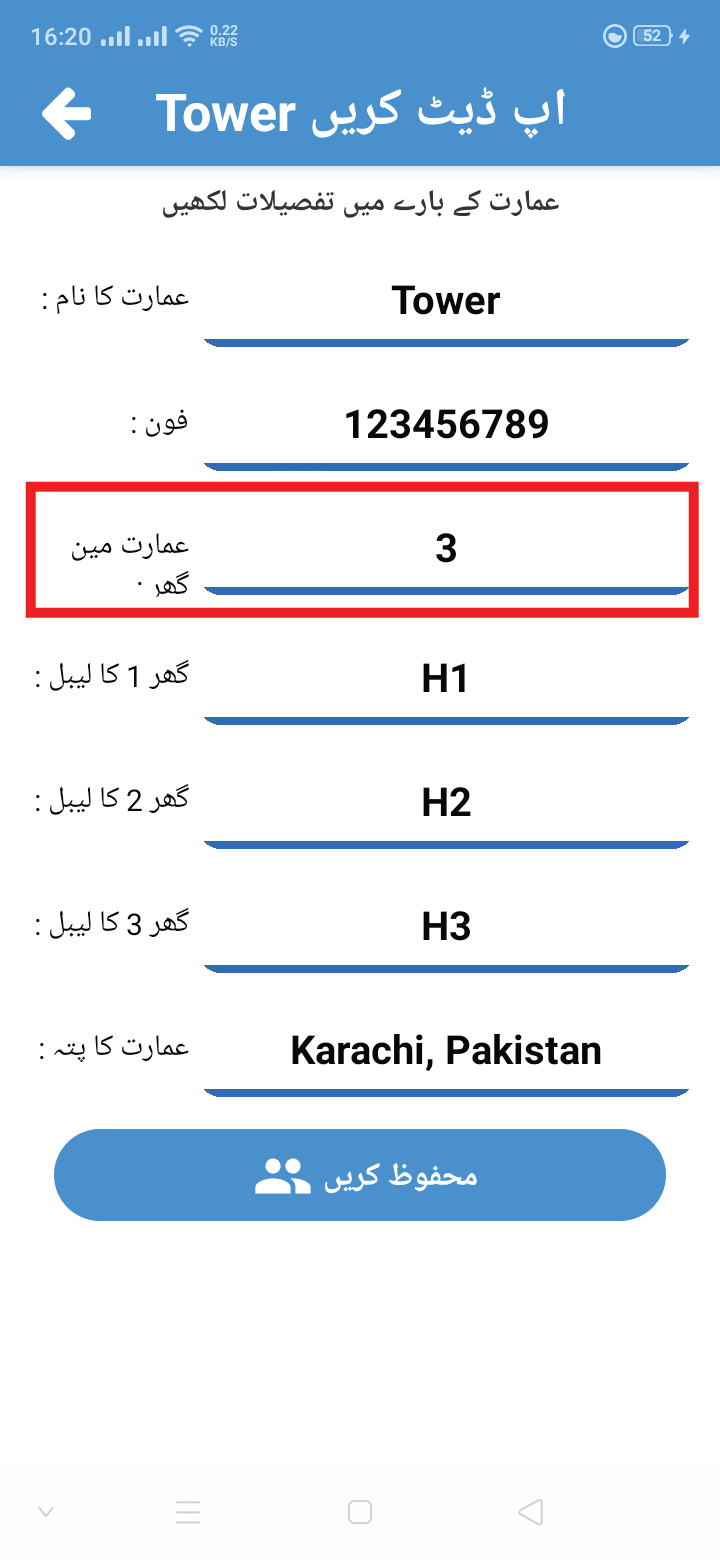 16:20 0.22 KB/S 52
Tower اپ ڈیٹ کریں
عمارت کے بارے میں تفصیلات لکھیں
عمارت کا نام :
Tower
فون :
123456789
عمارت مین
گھر
3
گھر 1 کا لیبل :
H1
گھر 2 کا لیبل :
H2
گھر 3 کا لیبل :
H3
عمارت کا پتہ :
Karachi, Pakistan
محفوظ کریں